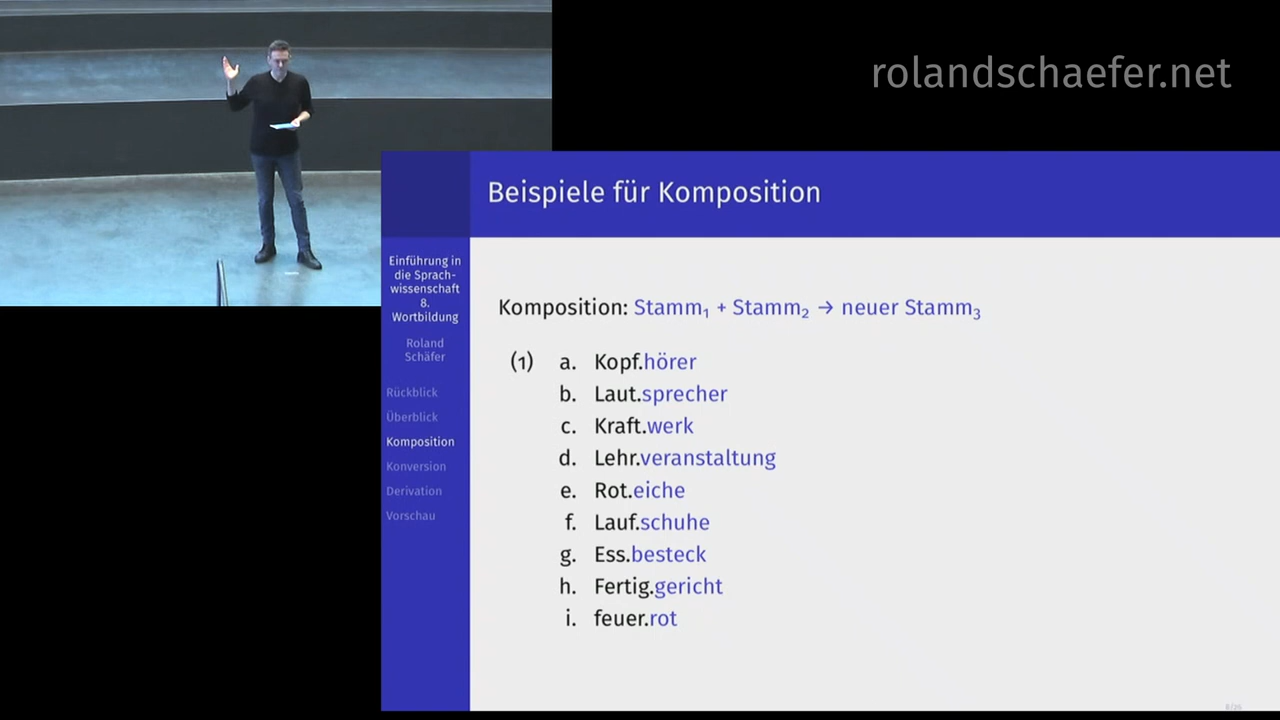 rolandschaefer.net
Beispiele für Komposition
Einführung in
die Sprach-
wissenschaft
8.
Wortbildung
Roland
Schäfer
Rückblick
Überblick
Komposition
Konversion
Derivation
Vorschau
Komposition: Stamm₁ + Stamm₂ → neuer Stamm₃
(1) a. Kopf.hörer
b. Laut.sprecher
c. Kraft.werk
d. Lehr.veranstaltung
e. Rot.eiche
f. Lauf.schuhe
g. Ess.besteck
h. Fertig.gericht
i. feuer.rot